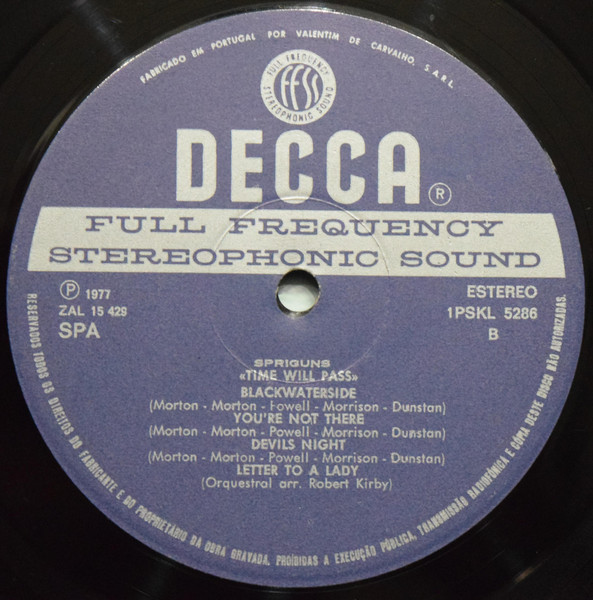 FABRICADO EM PORTUGAL POR VALENTIM DE CARVALHO, S.A.R.L.
FULL FREQUENCY
FFSS
STEREOPHONIC SOUND
DECCA ®
FULL FREQUENCY
STEREOPHONIC SOUND
Ⓟ 1977
ZAL 15 429
SPA
ESTEREO
1PSKL 5286
B
SPRIGUNS
«TIME WILL PASS»
BLACKWATERSIDE
(Morton - Morton - Fowell - Morrison - Dunstan)
YOU'RE NOT THERE
(Morton - Morton - Powell - Morrison - Dunstan)
DEVILS NIGHT
(Morton - Morton - Powell - Morrison - Dunstan)
LETTER TO A LADY
(Orquestral arr. Robert Kirby)
RESERVADOS TODOS OS DIREITOS DO FABRICANTE E DO PROPRIETÁRIO DA OBRA GRAVADA. PROÍBIDAS A EXECUÇÃO PÚBLICA, TRANSMISSÃO RADIOFÓNICA E CÓPIA DESTE DISCO NÃO AUTORIZADAS.